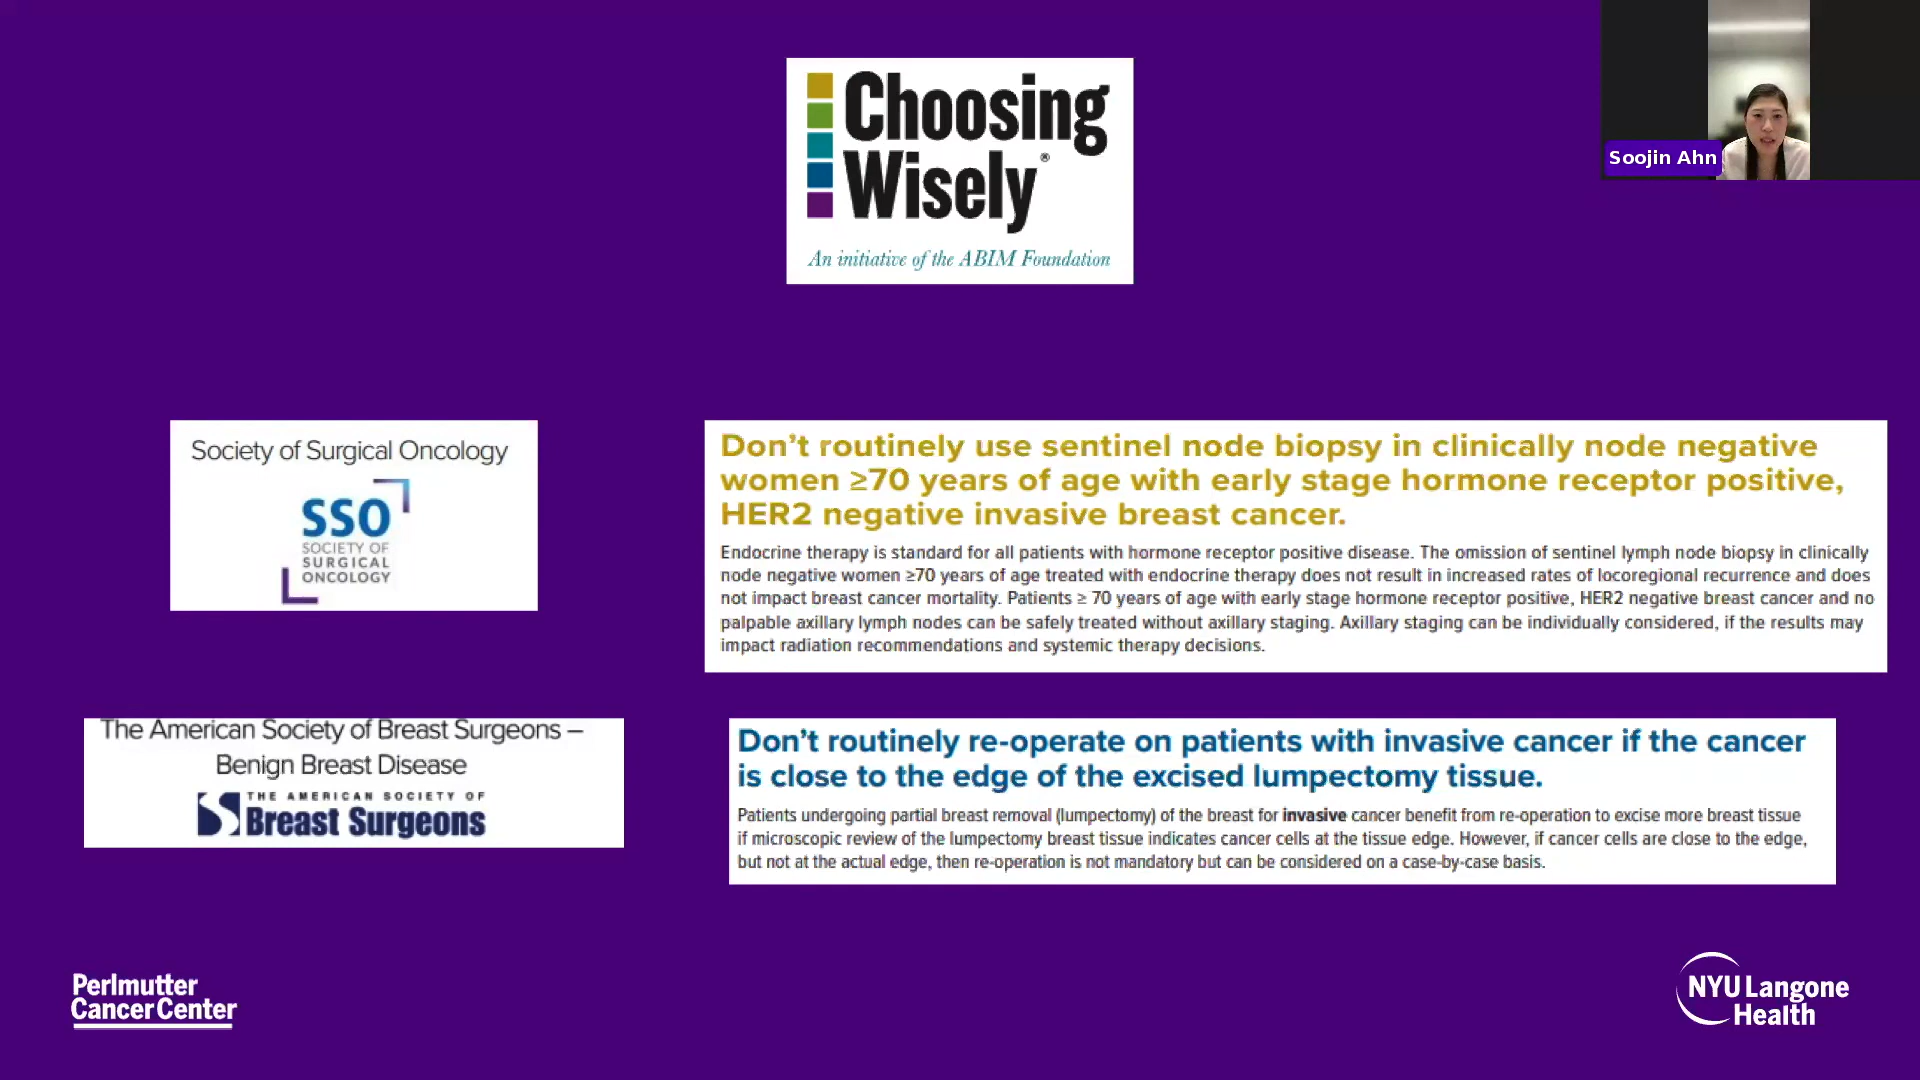 Choosing
Wisely®
An initiative of the ABIM Foundation
Soojin Ahn
Society of Surgical Oncology
SSO
SOCIETY OF
SURGICAL
ONCOLOGY
Don't routinely use sentinel node biopsy in clinically node negative
women ≥70 years of age with early stage hormone receptor positive,
HER2 negative invasive breast cancer.
Endocrine therapy is standard for all patients with hormone receptor positive disease. The omission of sentinel lymph node biopsy in clinically
node negative women ≥70 years of age treated with endocrine therapy does not result in increased rates of locoregional recurrence and does
not impact breast cancer mortality. Patients ≥ 70 years of age with early stage hormone receptor positive, HER2 negative breast cancer and no
palpable axillary lymph nodes can be safely treated without axillary staging. Axillary staging can be individually considered, if the results may
impact radiation recommendations and systemic therapy decisions.
The American Society of Breast Surgeons –
Benign Breast Disease
THE AMERICAN SOCIETY OF
Breast Surgeons
Don't routinely re-operate on patients with invasive cancer if the cancer
is close to the edge of the excised lumpectomy tissue.
Patients undergoing partial breast removal (lumpectomy) of the breast for invasive cancer benefit from re-operation to excise more breast tissue
if microscopic review of the lumpectomy breast tissue indicates cancer cells at the tissue edge. However, if cancer cells are close to the edge,
but not at the actual edge, then re-operation is not mandatory but can be considered on a case-by-case basis.
Perlmutter
Cancer Center
NYU Langone
Health